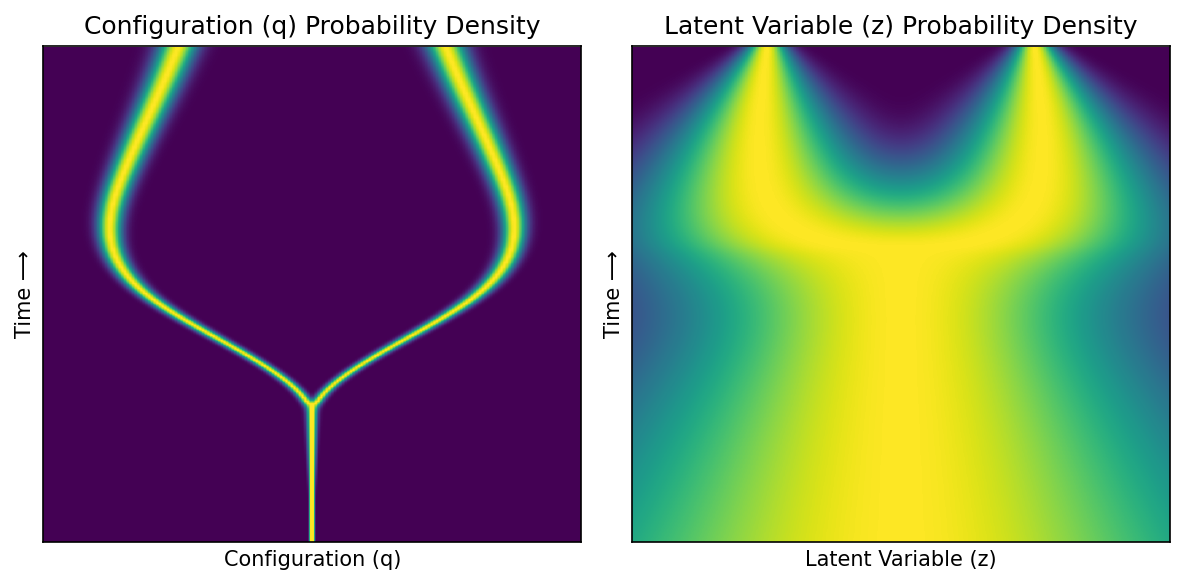 Configuration (q) Probability Density
Latent Variable (z) Probability Density
Time ⟶
Time ⟶
Configuration (q)
Latent Variable (z)